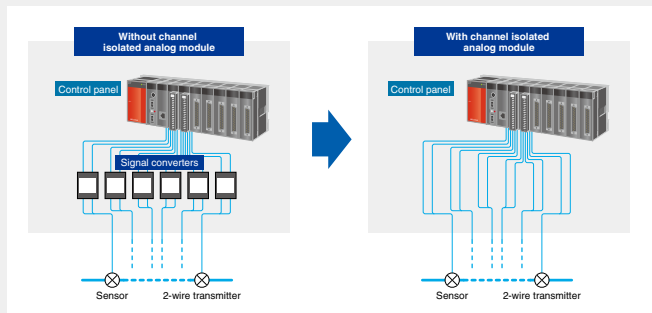 Without channel
isolated analog module
Control panel
Signal converters
Sensor
2-wire transmitter
With channel isolated
analog module
Control panel
Sensor
2-wire transmitter